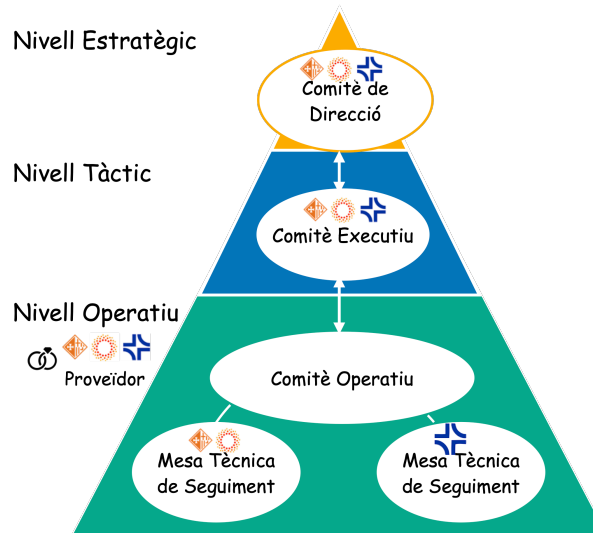 Nivell Estratègic
Comitè de
Direcció
Nivell Tàctic
Comitè Executiu
Nivell Operatiu
Proveïdor
Comitè Operatiu
Mesa Tècnica
de Seguiment
Mesa Tècnica
de Seguiment